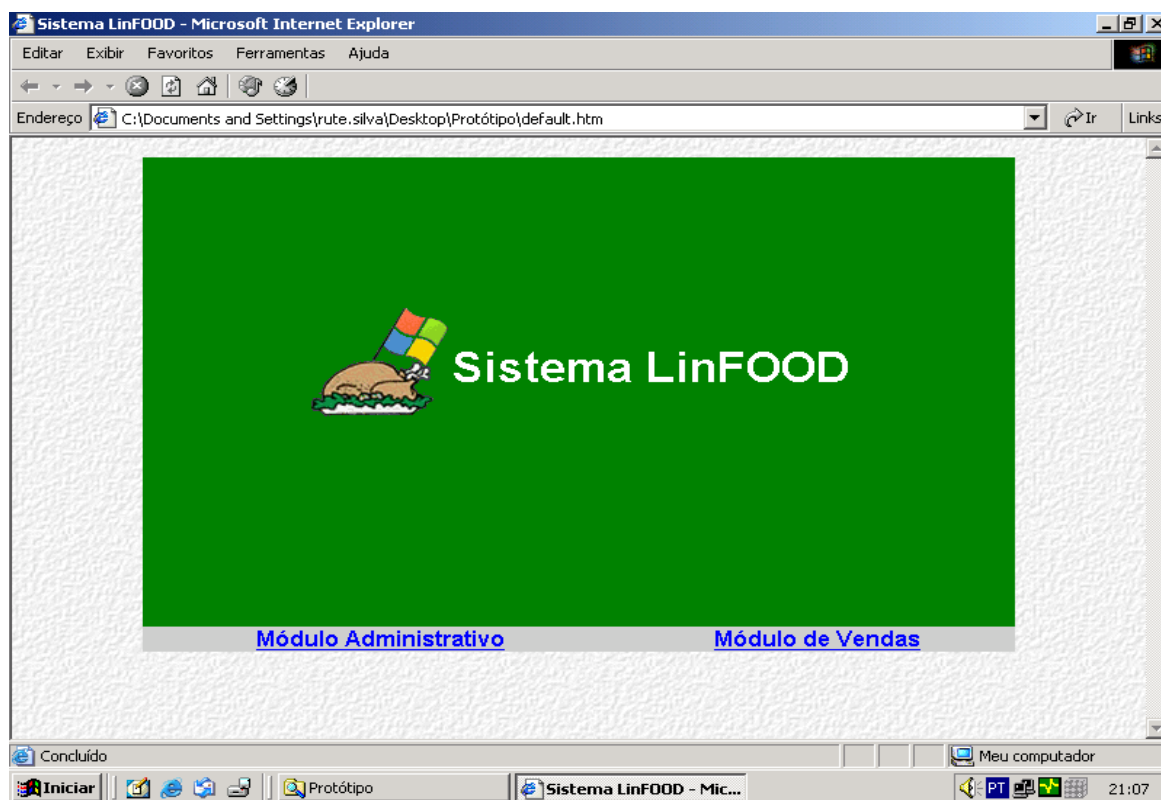 Sistema LinFOOD - Microsoft Internet Explorer
Editar Exibir Favoritos Ferramentas Ajuda
Endereço C:\Documents and Settings\rute.silva\Desktop\Protótipo\default.htm Ir Links
Sistema LinFOOD
Módulo Administrativo Módulo de Vendas
Concluído Meu computador
Iniciar Protótipo Sistema LinFOOD - Mic... PT 21:07